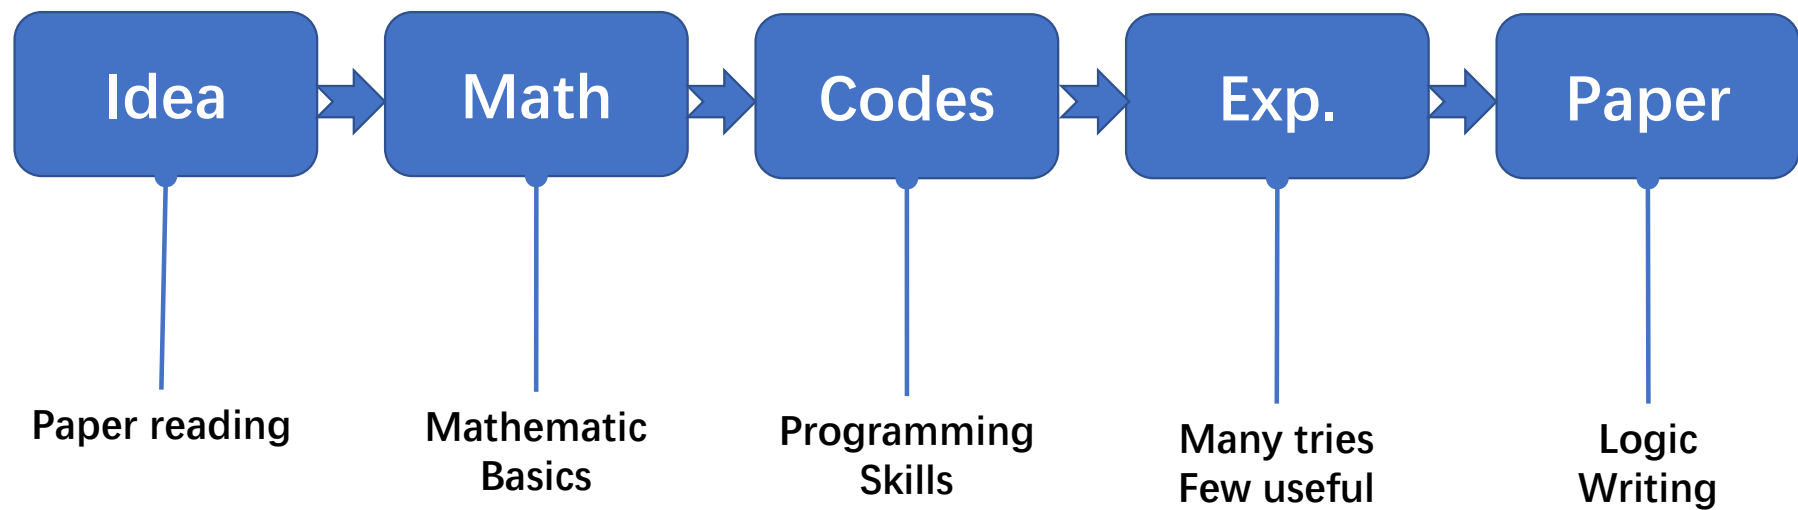 Idea
Math
Codes
Exp.
Paper
Paper reading
Mathematic
Basics
Programming
Skills
Many tries
Few useful
Logic
Writing